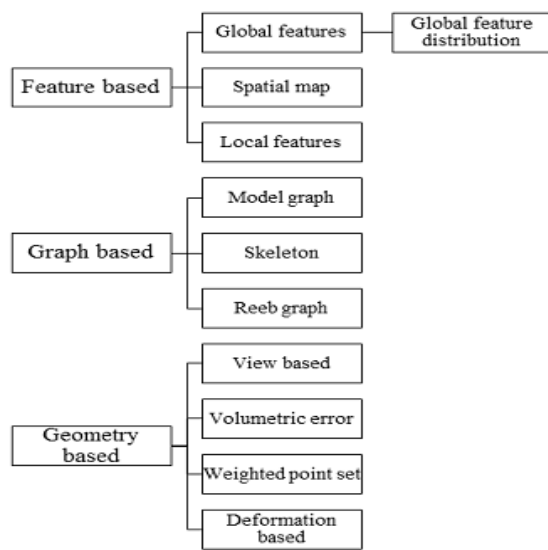 Global features
Global feature
distribution
Feature based
Spatial map
Local features
Model graph
Graph based
Skeleton
Reeb graph
View based
Volumetric error
Geometry
based
Weighted point set
Deformation
based